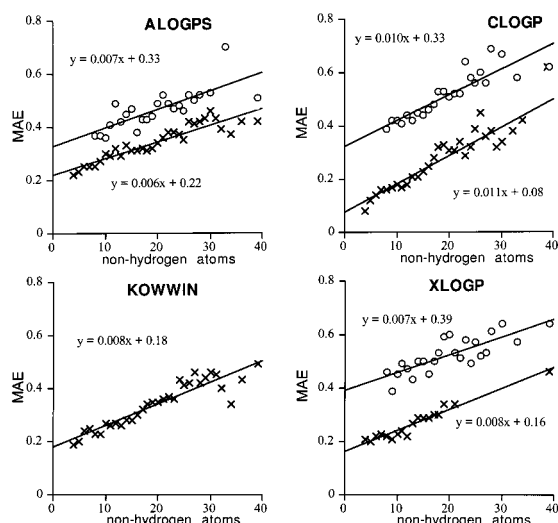 ALOGPS
0.8
0.6
0.4
0.2
0
MAE
y = 0.007x + 0.33
y = 0.006x + 0.22
0 10 20 30 40
non-hydrogen atoms
CLOGP
0.8
0.6
0.4
0.2
0
MAE
y = 0.010x + 0.33
y = 0.011x + 0.08
0 10 20 30 40
non-hydrogen atoms
KOWWIN
0.8
0.6
0.4
0.2
0
MAE
y = 0.008x + 0.18
0 10 20 30 40
non-hydrogen atoms
XLOGP
0.8
0.6
0.4
0.2
0
MAE
y = 0.007x + 0.39
y = 0.008x + 0.16
0 10 20 30 40
non-hydrogen atoms